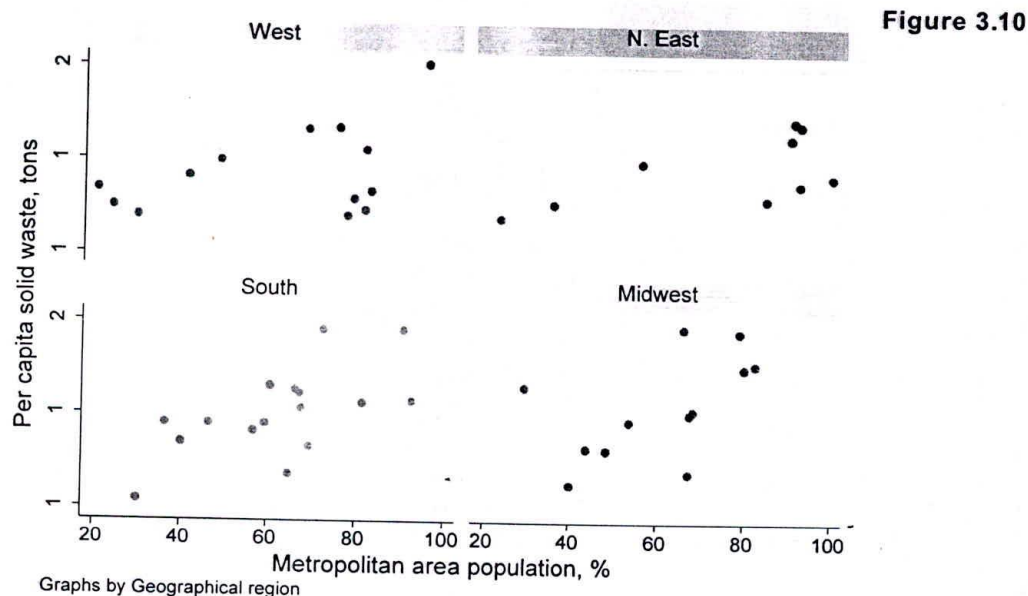 Figure 3.10
West
N. East
2
1
1
South
Midwest
2
1
1
Per capita solid waste, tons
20 40 60 80 100 20 40 60 80 100
Metropolitan area population, %
Graphs by Geographical region